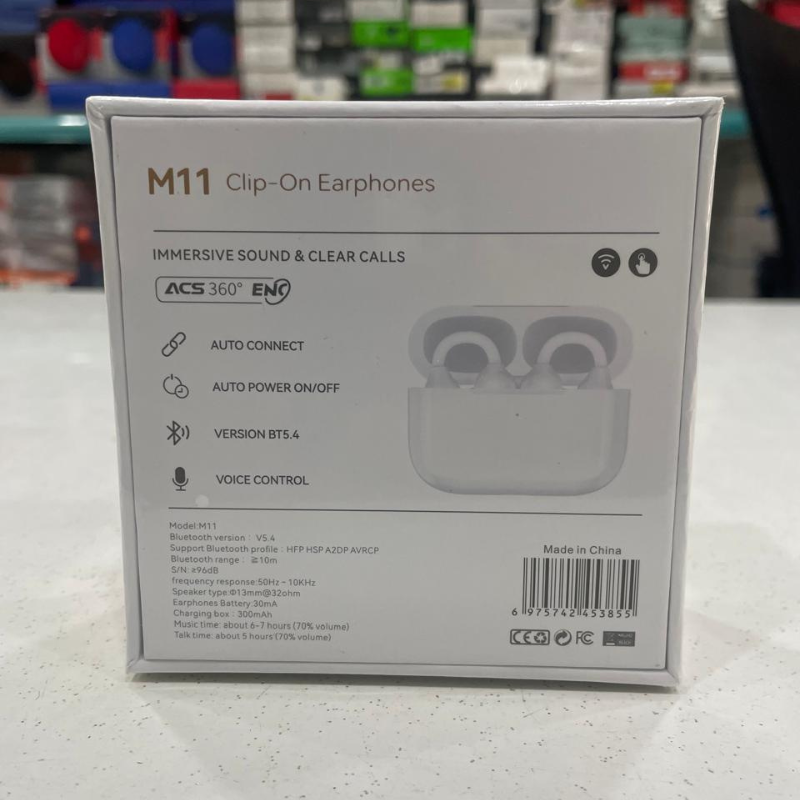 M11 Clip-On Earphones
IMMERSIVE SOUND & CLEAR CALLS
ACS 360° ENC
AUTO CONNECT
AUTO POWER ON/OFF
VERSION BT5.4
VOICE CONTROL
Model:M11
Bluetooth version : V5.4
Support Bluetooth profile : HFP HSP A2DP AVRCP
Bluetooth range : ≧10m
S/N: ≥96dB
frequency response:50Hz - 10KHz
Speaker type:Φ13mm@32ohm
Earphones Battery:30mA
Charging box : 300mAh
Music time: about 6-7 hours (70% volume)
Talk time: about 5 hours (70% volume)
Made in China
6 975742 453855
CE FC